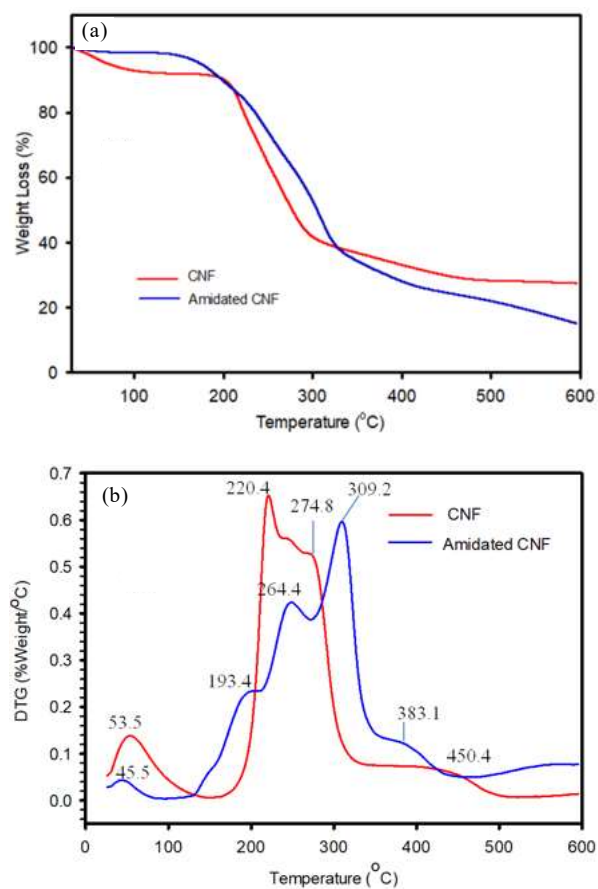 (a)
100
80
60
40
20
0
Weight Loss (%)
CNF
Amidated CNF
100 200 300 400 500 600
Temperature (°C)
(b)
0.7
0.6
0.5
0.4
0.3
0.2
0.1
0.0
DTG (%Weight/°C)
220.4
274.8
309.2
CNF
Amidated CNF
264.4
193.4
53.5
45.5
383.1
450.4
0 100 200 300 400 500 600
Temperature (°C)